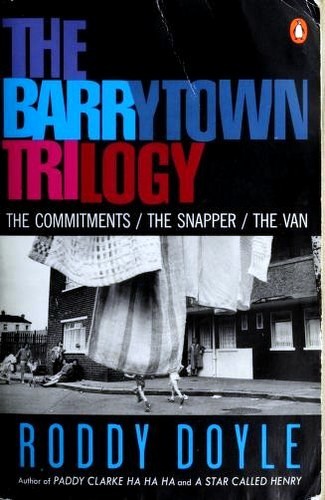 THE
BARRYTOWN
TRILOGY
THE COMMITMENTS / THE SNAPPER / THE VAN
RODDY DOYLE
Author of PADDY CLARKE HA HA HA and A STAR CALLED HENRY